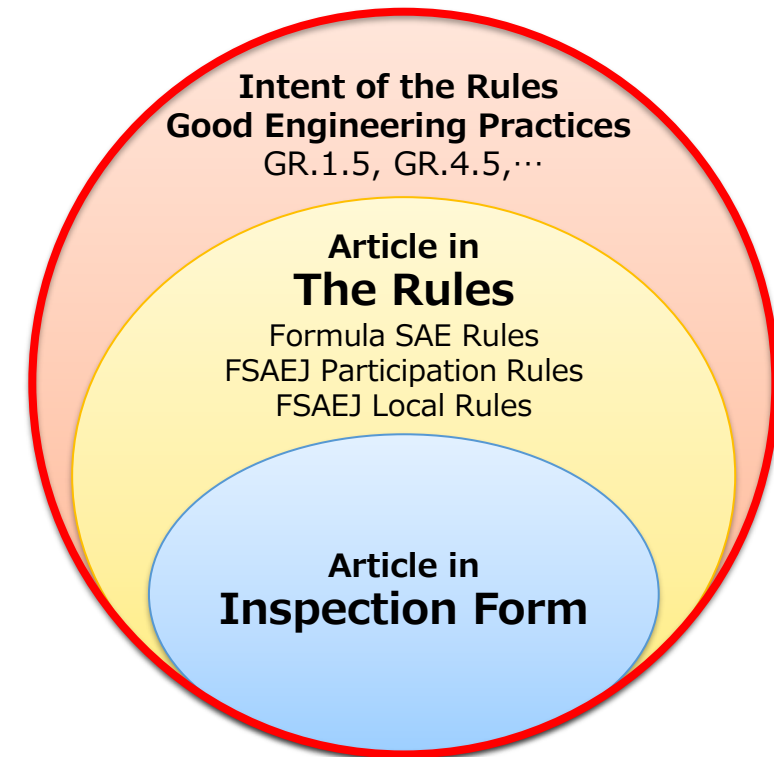 Intent of the Rules
Good Engineering Practices
GR.1.5, GR.4.5,…
Article in
The Rules
Formula SAE Rules
FSAEJ Participation Rules
FSAEJ Local Rules
Article in
Inspection Form